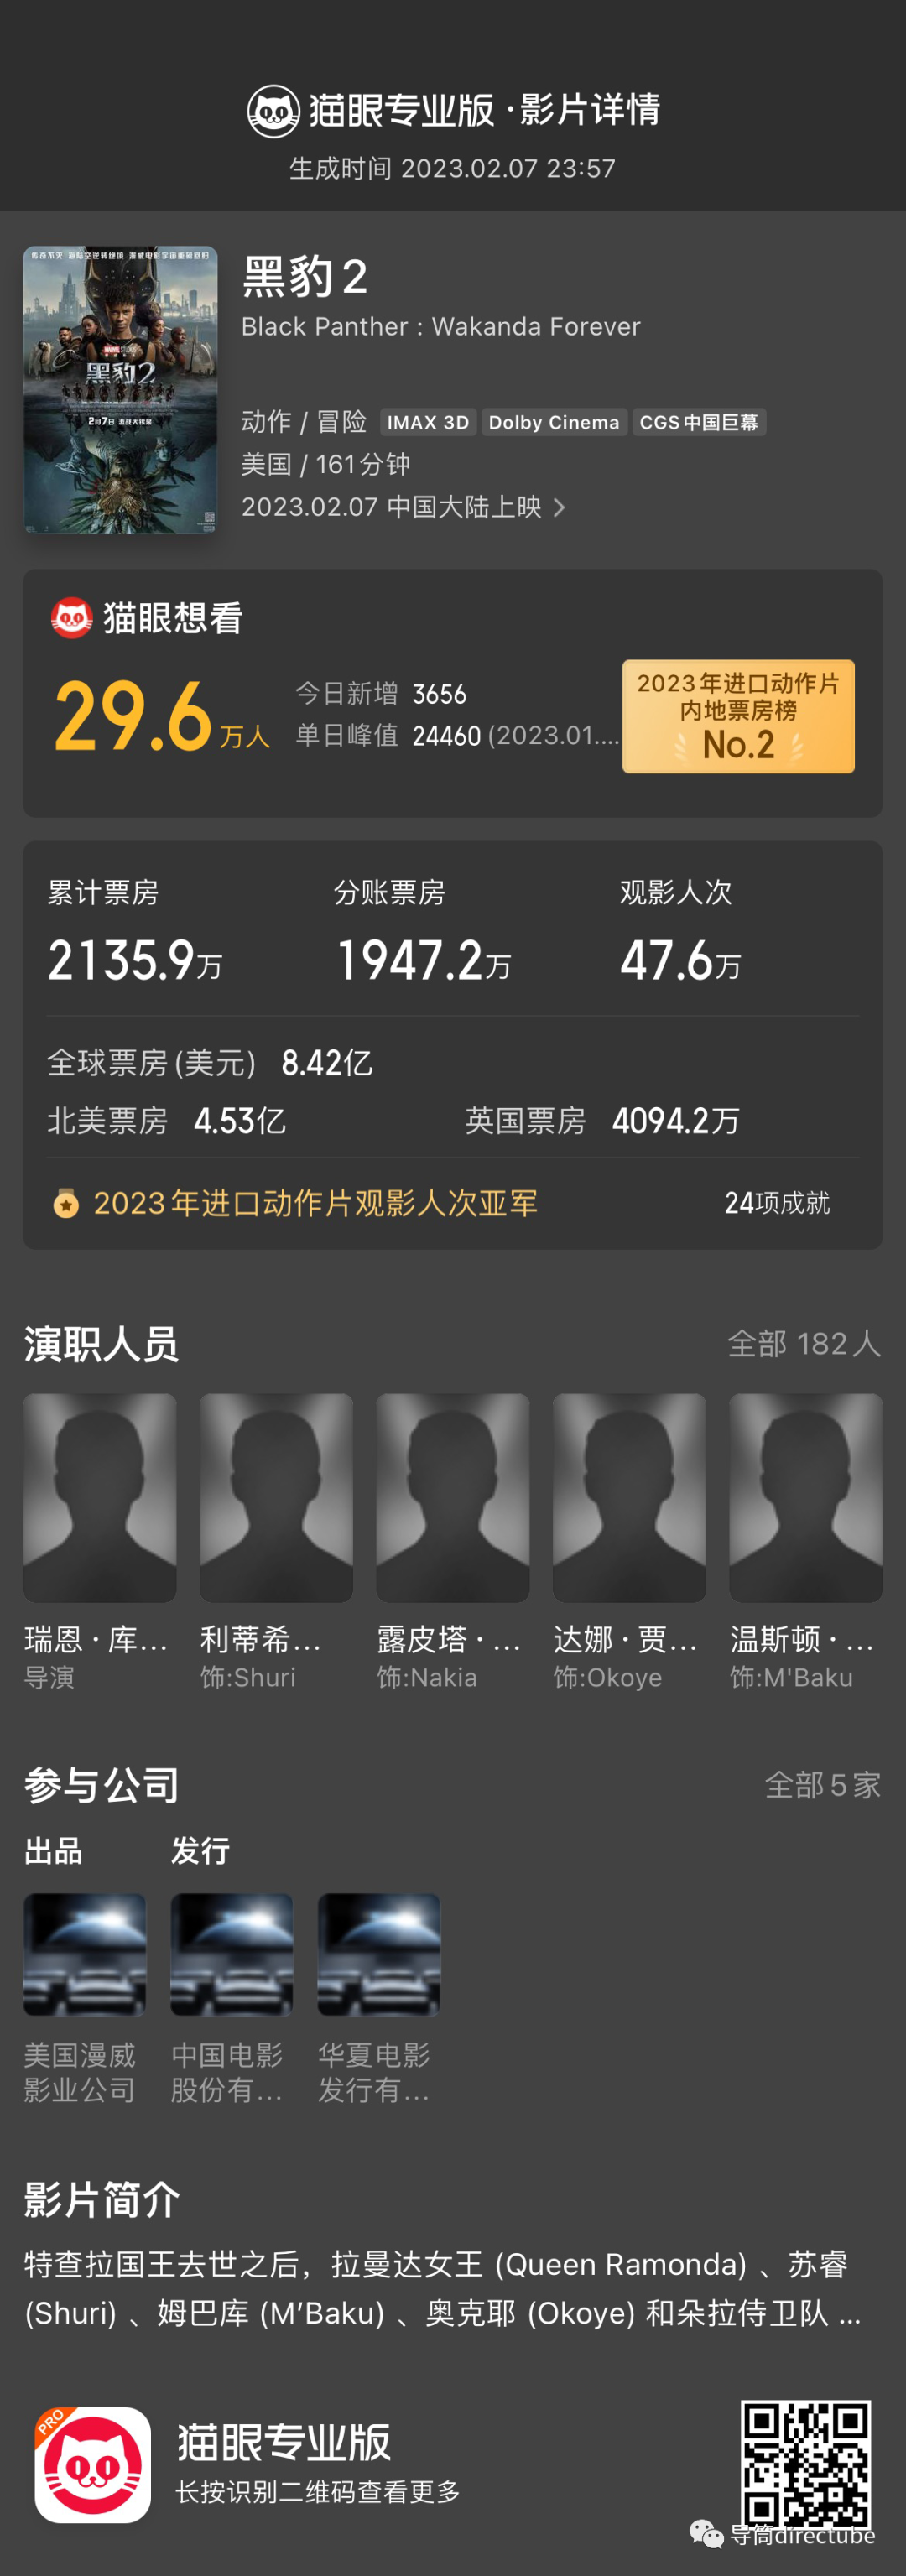 猫眼专业版 · 影片详情
生成时间 2023.02.07 23:57
黑豹2
Black Panther : Wakanda Forever
MARVEL STUDIOS
黑豹2
2月7日
动作 / 冒险 IMAX 3D Dolby Cinema CGS中国巨幕
美国 / 161分钟
2023.02.07 中国大陆上映 >
猫眼想看
29.6万人
今日新增 3656
单日峰值 24460 (2023.01....
2023年进口动作片
内地票房榜
No.2
累计票房 分账票房 观影人次
2135.9万 1947.2万 47.6万
全球票房(美元) 8.42亿
北美票房 4.53亿 英国票房 4094.2万
2023年进口动作片观影人次亚军 24项成就
演职人员 全部 182人
瑞恩·库... 利蒂希... 露皮塔·... 达娜·贾... 温斯顿·...
导演 饰:Shuri 饰:Nakia 饰:Okoye 饰:M'Baku
参与公司 全部5家
出品 发行
美国漫威 中国电影 华夏电影
影业公司 股份有... 发行有...
影片简介
特查拉国王去世之后，拉曼达女王 (Queen Ramonda) 、苏睿
(Shuri) 、姆巴库 (M’Baku) 、奥克耶 (Okoye) 和朵拉侍卫队 ...
PRO
猫眼专业版
长按识别二维码查看更多
导筒directube